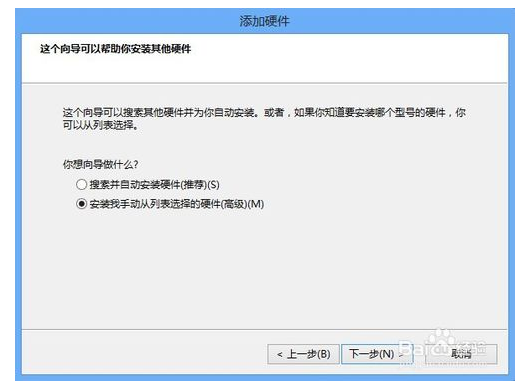 添加硬件
这个向导可以帮助你安装其他硬件
这个向导可以搜索其他硬件并为你自动安装。或者，如果你知道要安装哪个型号的硬件，你
可以从列表选择。
你想向导做什么?
搜索并自动安装硬件(推荐)(S)
安装我手动从列表选择的硬件(高级)(M)
< 上一步(B)
下一步(N) >
取消
Baidu 经验